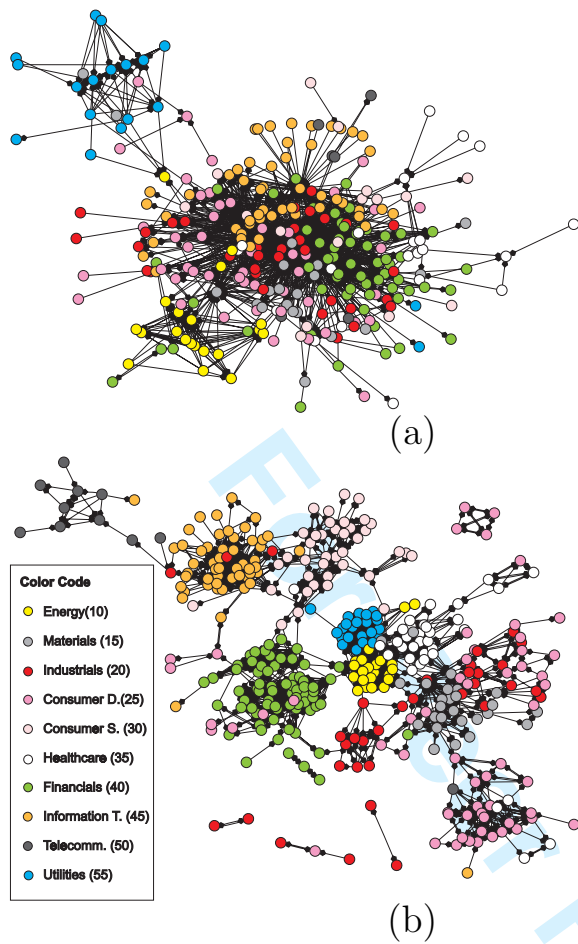 (a)
Color Code
Energy(10)
Materials (15)
Industrials (20)
Consumer D.(25)
Consumer S. (30)
Healthcare (35)
Financials (40)
Information T. (45)
Telecomm. (50)
Utilities (55)
(b)